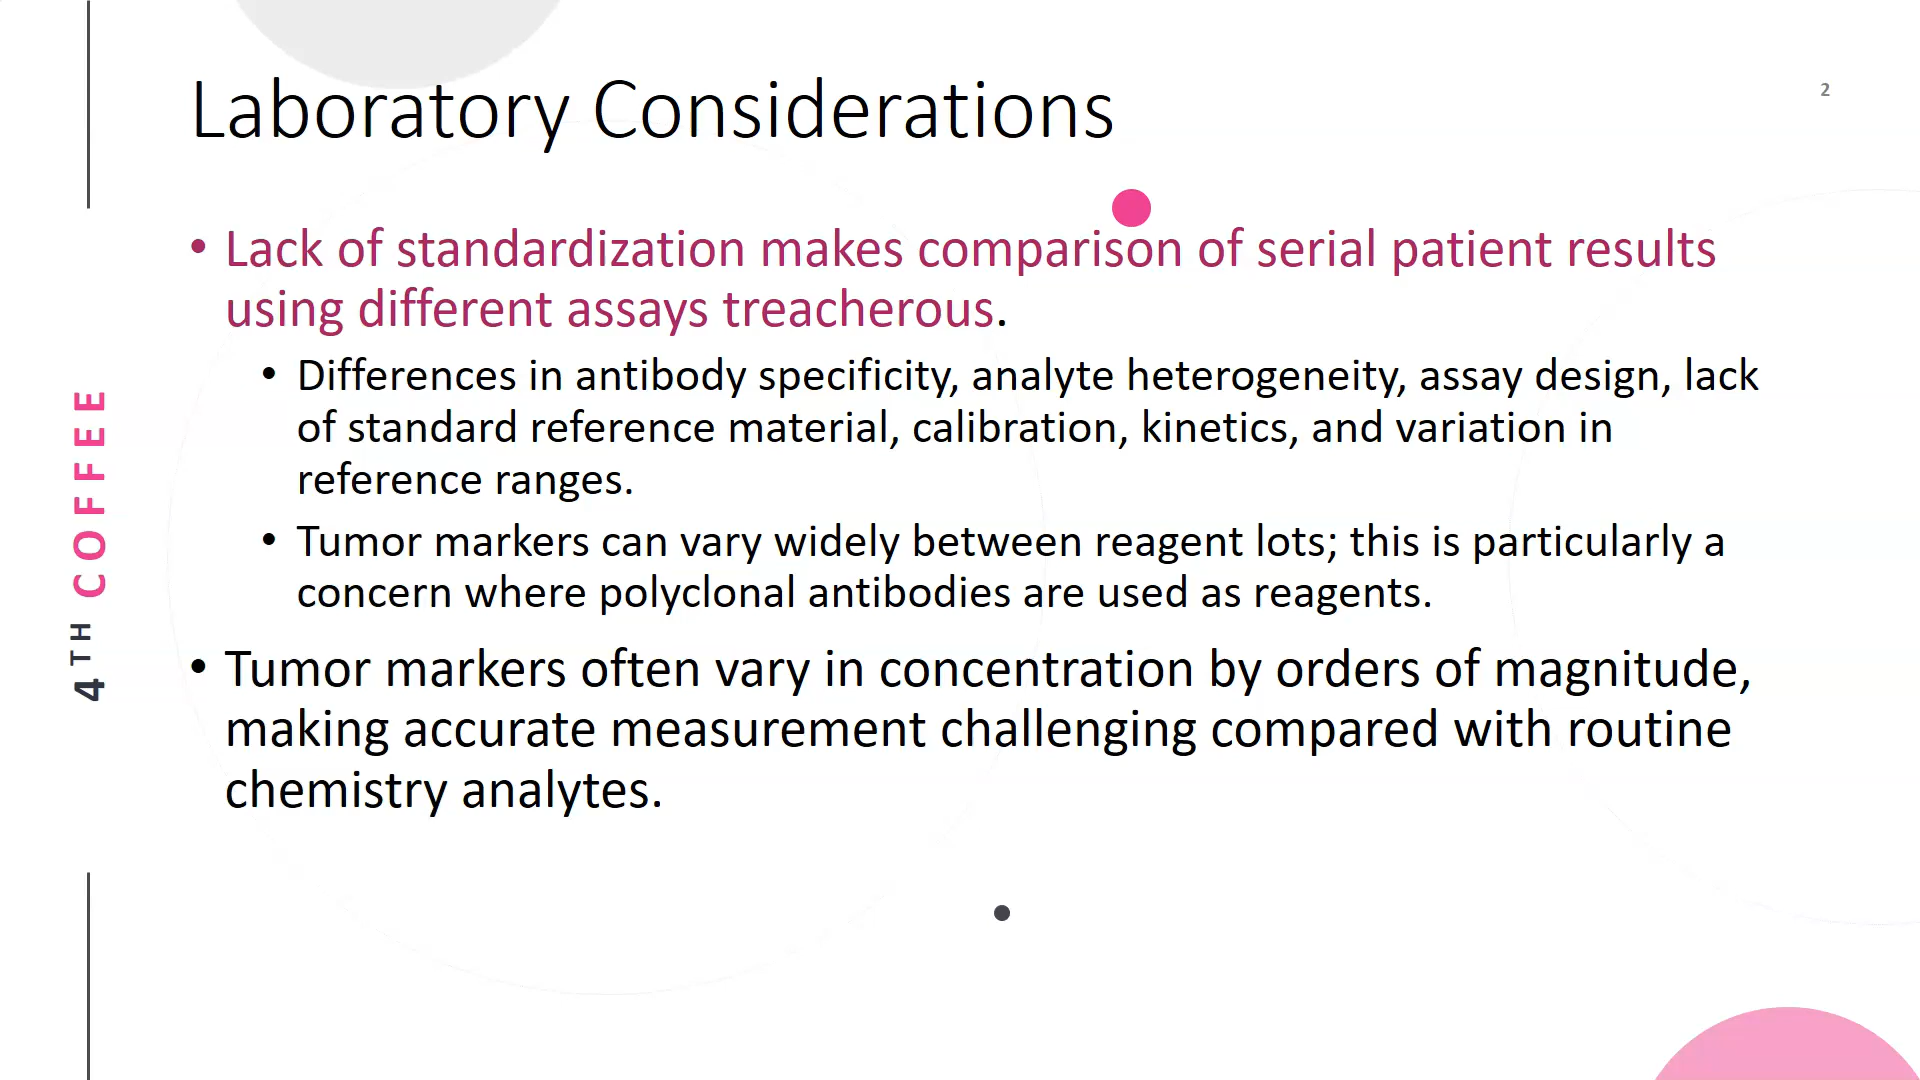 Laboratory Considerations
2
• Lack of standardization makes comparison of serial patient results
using different assays treacherous.
• Differences in antibody specificity, analyte heterogeneity, assay design, lack
of standard reference material, calibration, kinetics, and variation in
reference ranges.
• Tumor markers can vary widely between reagent lots; this is particularly a
concern where polyclonal antibodies are used as reagents.
• Tumor markers often vary in concentration by orders of magnitude,
making accurate measurement challenging compared with routine
chemistry analytes.
4TH COFFEE